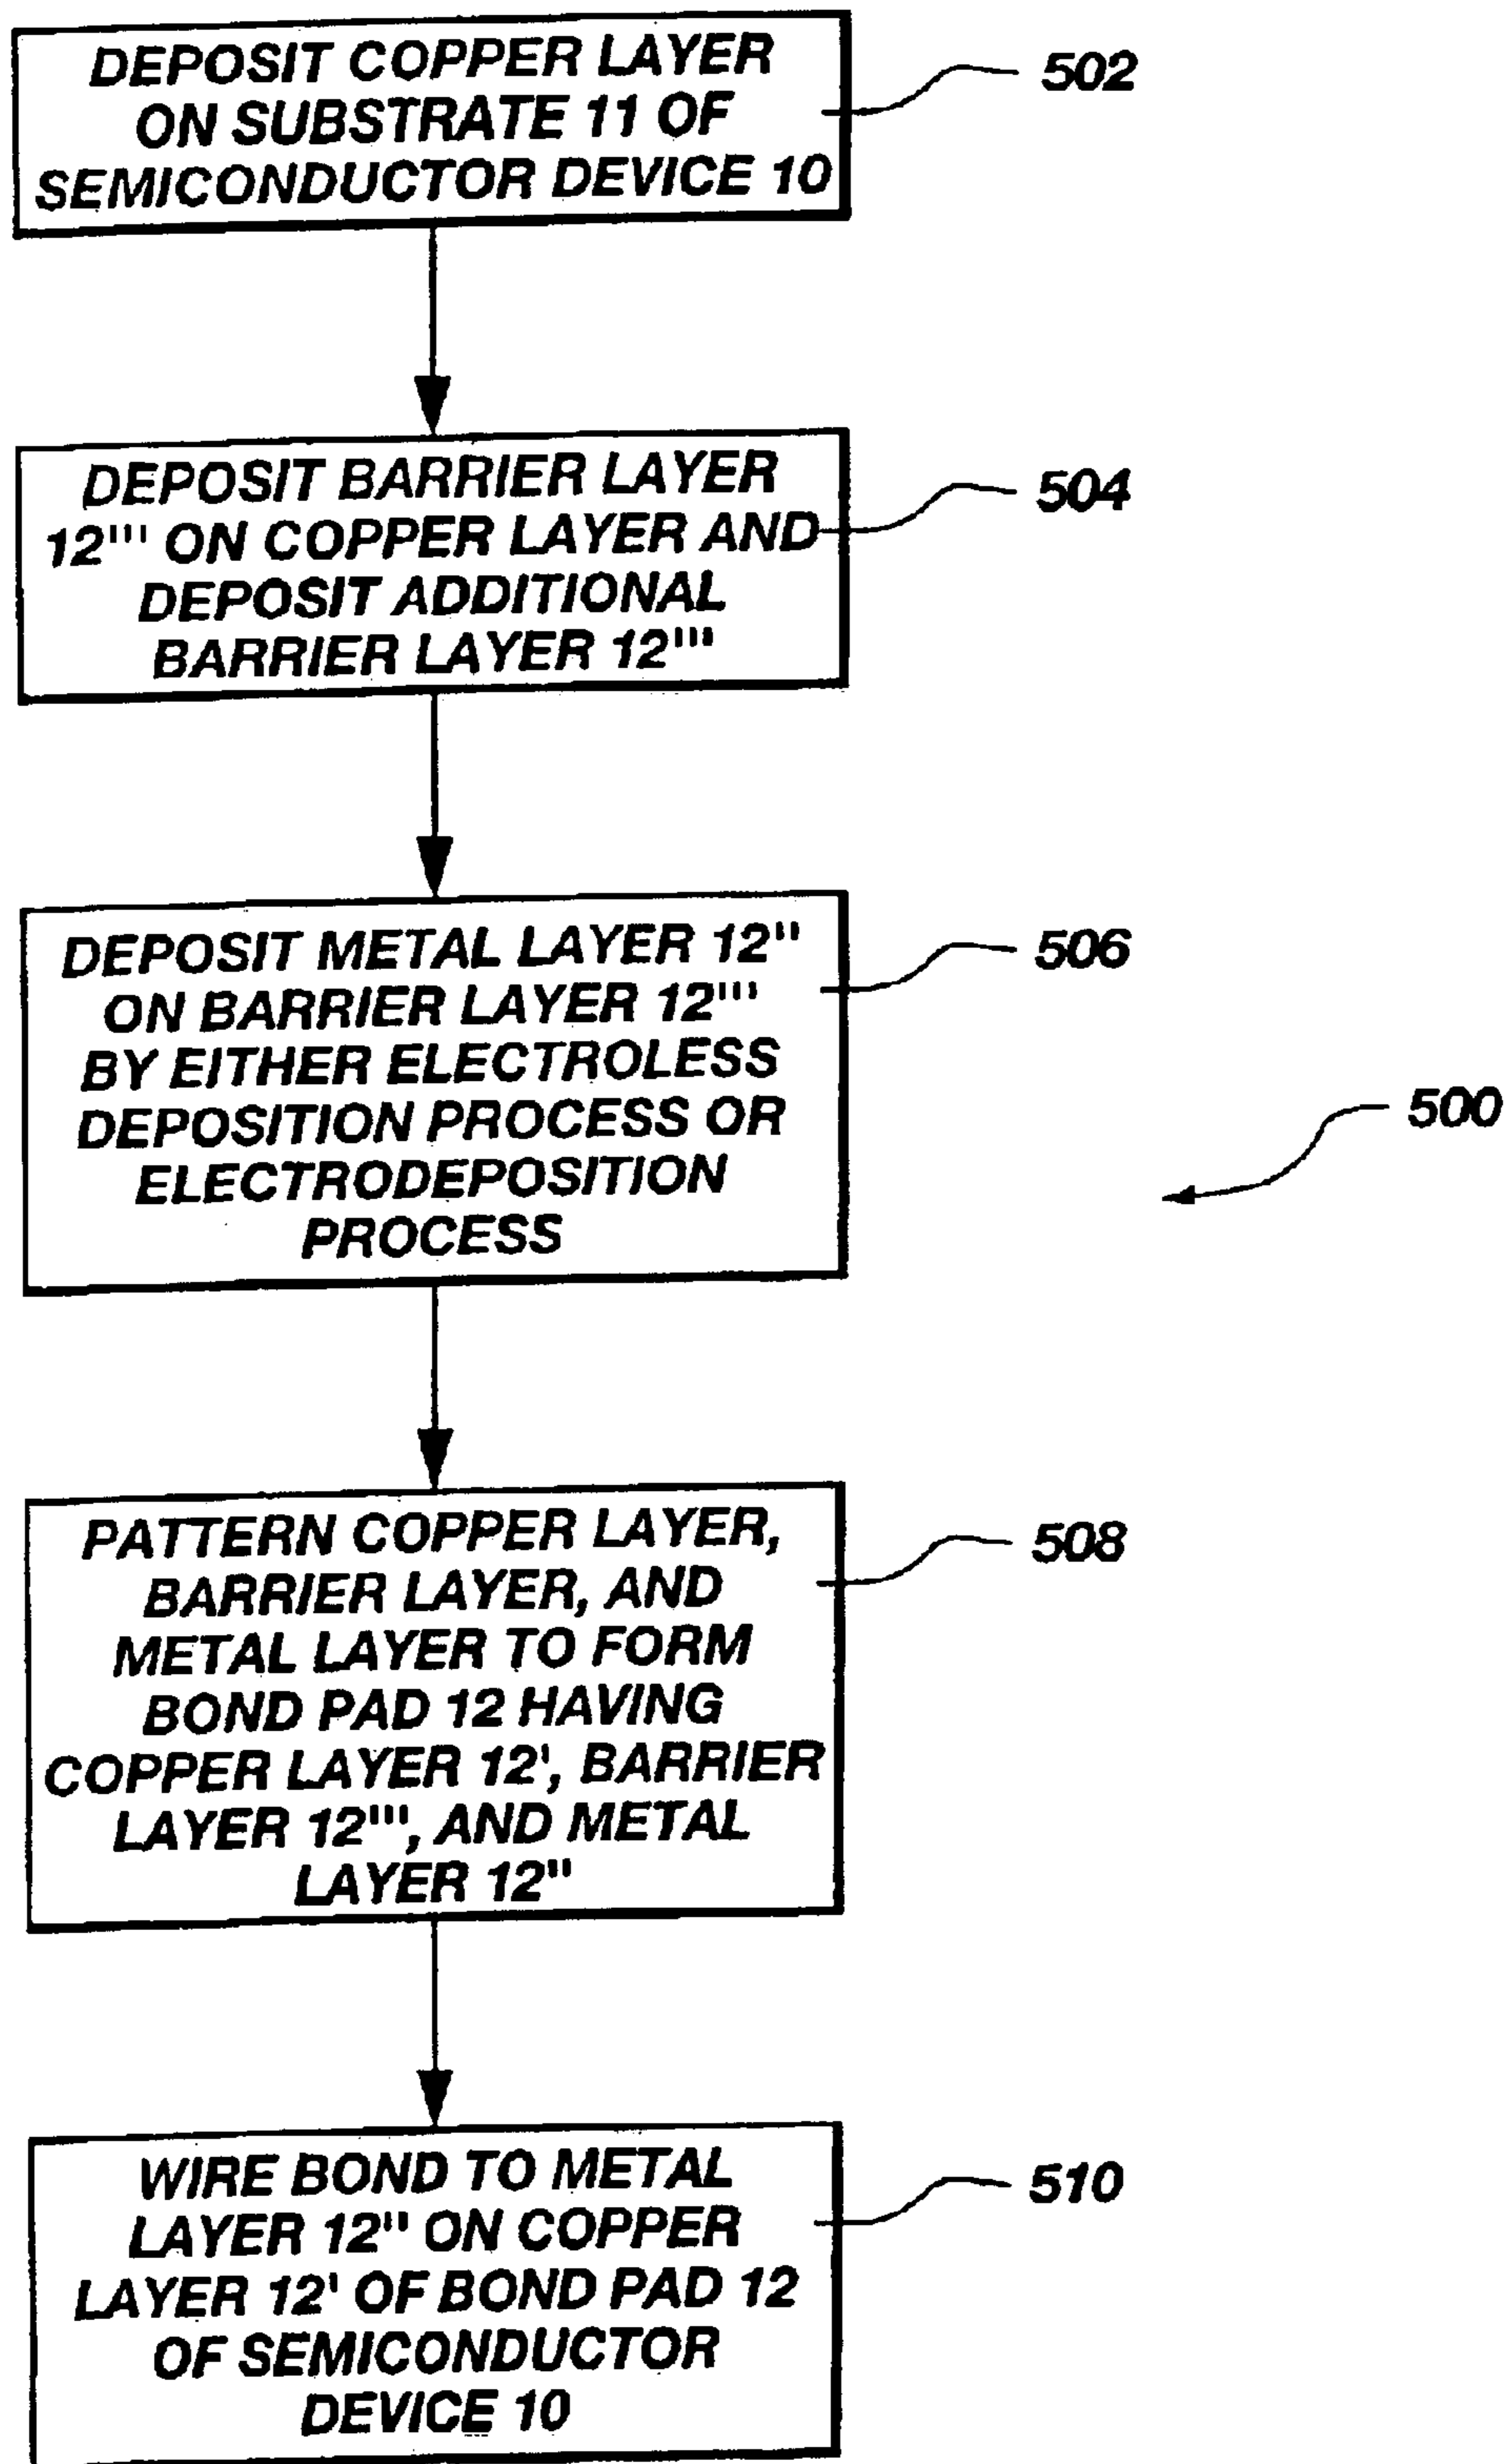 DEPOSIT COPPER LAYER
ON SUBSTRATE 11 OF
SEMICONDUCTOR DEVICE 10
502
DEPOSIT BARRIER LAYER
12''' ON COPPER LAYER AND
DEPOSIT ADDITIONAL
BARRIER LAYER 12'''
504
DEPOSIT METAL LAYER 12"
ON BARRIER LAYER 12'''
BY EITHER ELECTROLESS
DEPOSITION PROCESS OR
ELECTRODEPOSITION
PROCESS
506
500
PATTERN COPPER LAYER,
BARRIER LAYER, AND
METAL LAYER TO FORM
BOND PAD 12 HAVING
COPPER LAYER 12', BARRIER
LAYER 12''', AND METAL
LAYER 12"
508
WIRE BOND TO METAL
LAYER 12" ON COPPER
LAYER 12' OF BOND PAD 12
OF SEMICONDUCTOR
DEVICE 10
510